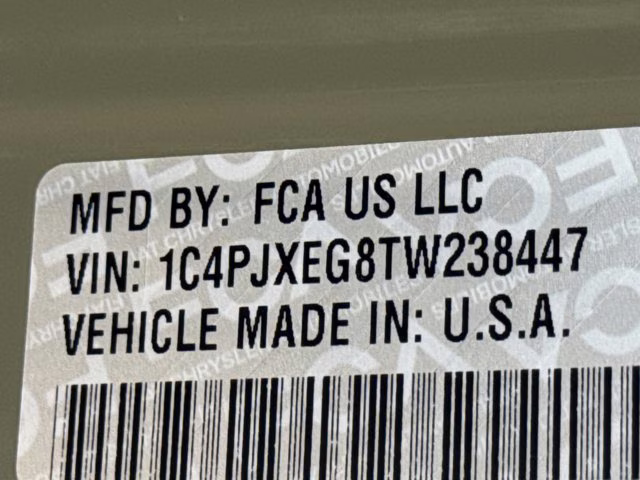 MFD BY: FCA US LLC
VIN: 1C4PJXEG8TW238447
VEHICLE MADE IN: U.S.A.